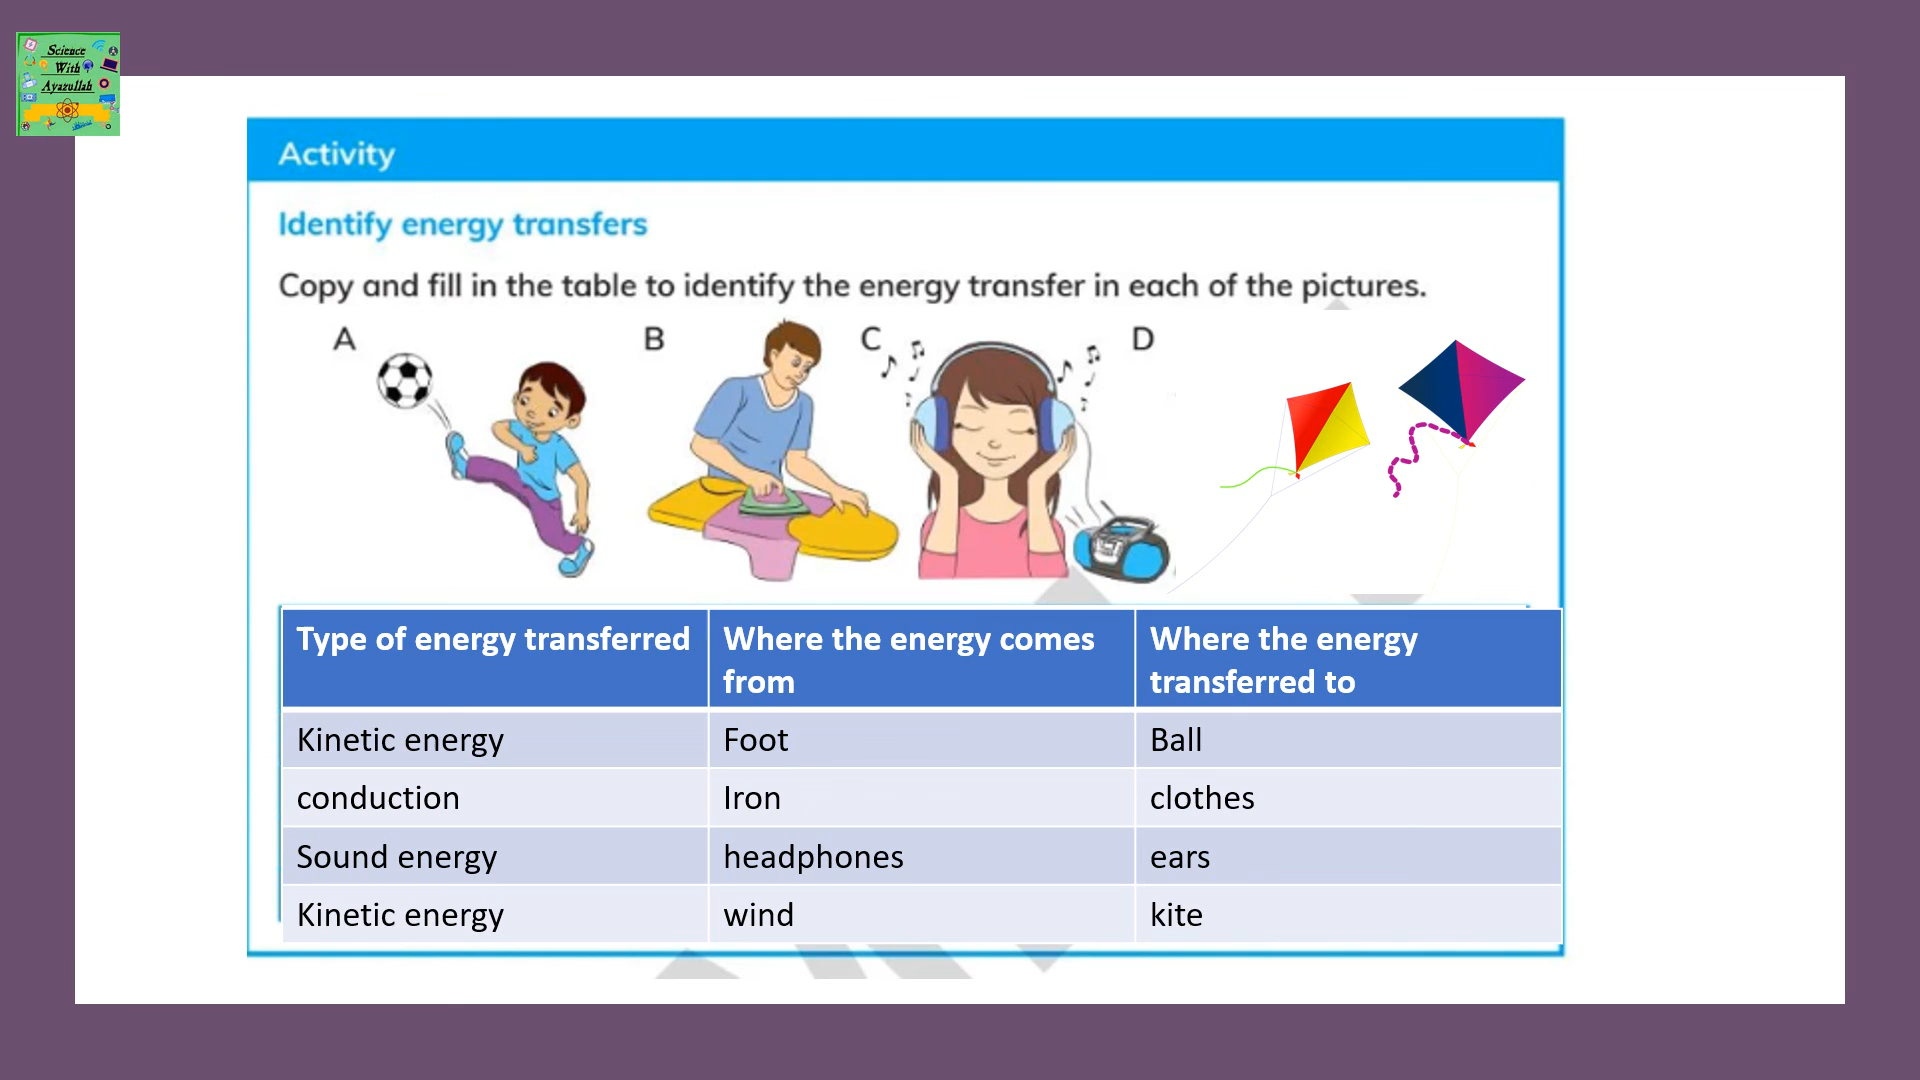 Science
With
Ayazullah
Activity
Identify energy transfers
Copy and fill in the table to identify the energy transfer in each of the pictures.
A B C D
Type of energy transferred Where the energy comes from Where the energy transferred to
Kinetic energy Foot Ball
conduction Iron clothes
Sound energy headphones ears
Kinetic energy wind kite